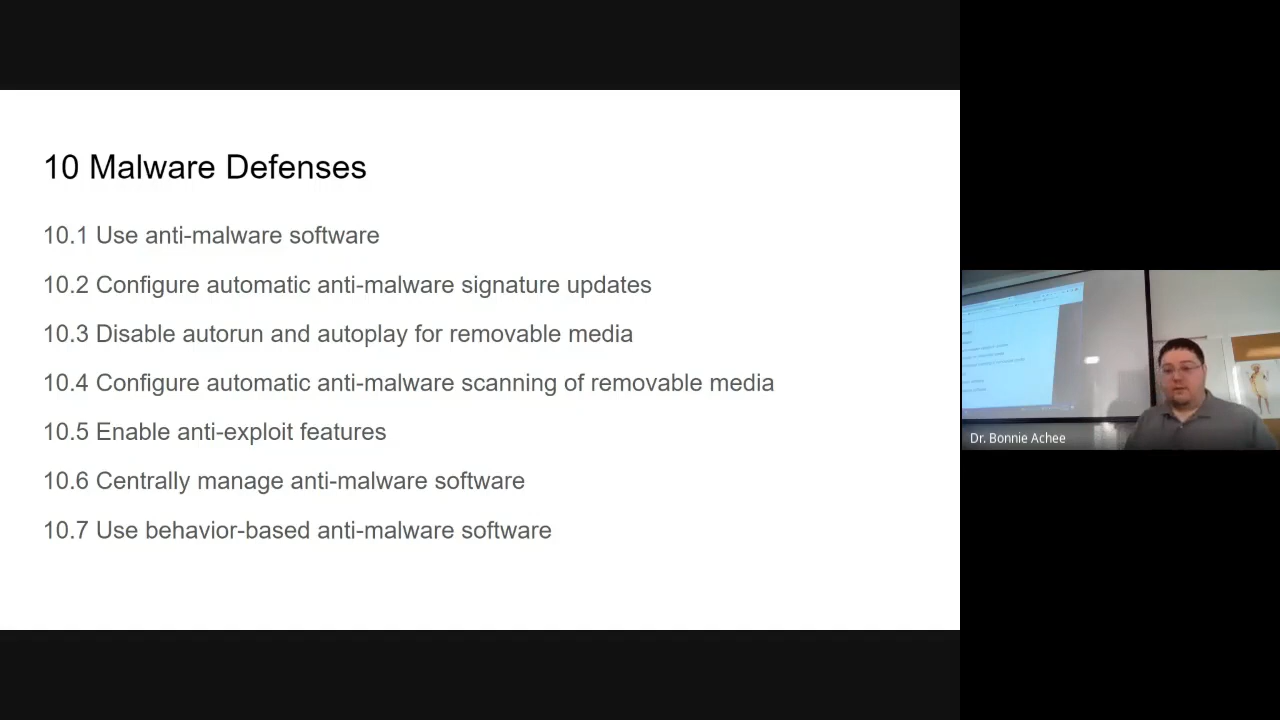 10 Malware Defenses
10.1 Use anti-malware software
10.2 Configure automatic anti-malware signature updates
10.3 Disable autorun and autoplay for removable media
10.4 Configure automatic anti-malware scanning of removable media
10.5 Enable anti-exploit features
10.6 Centrally manage anti-malware software
10.7 Use behavior-based anti-malware software
Dr. Bonnie Achee